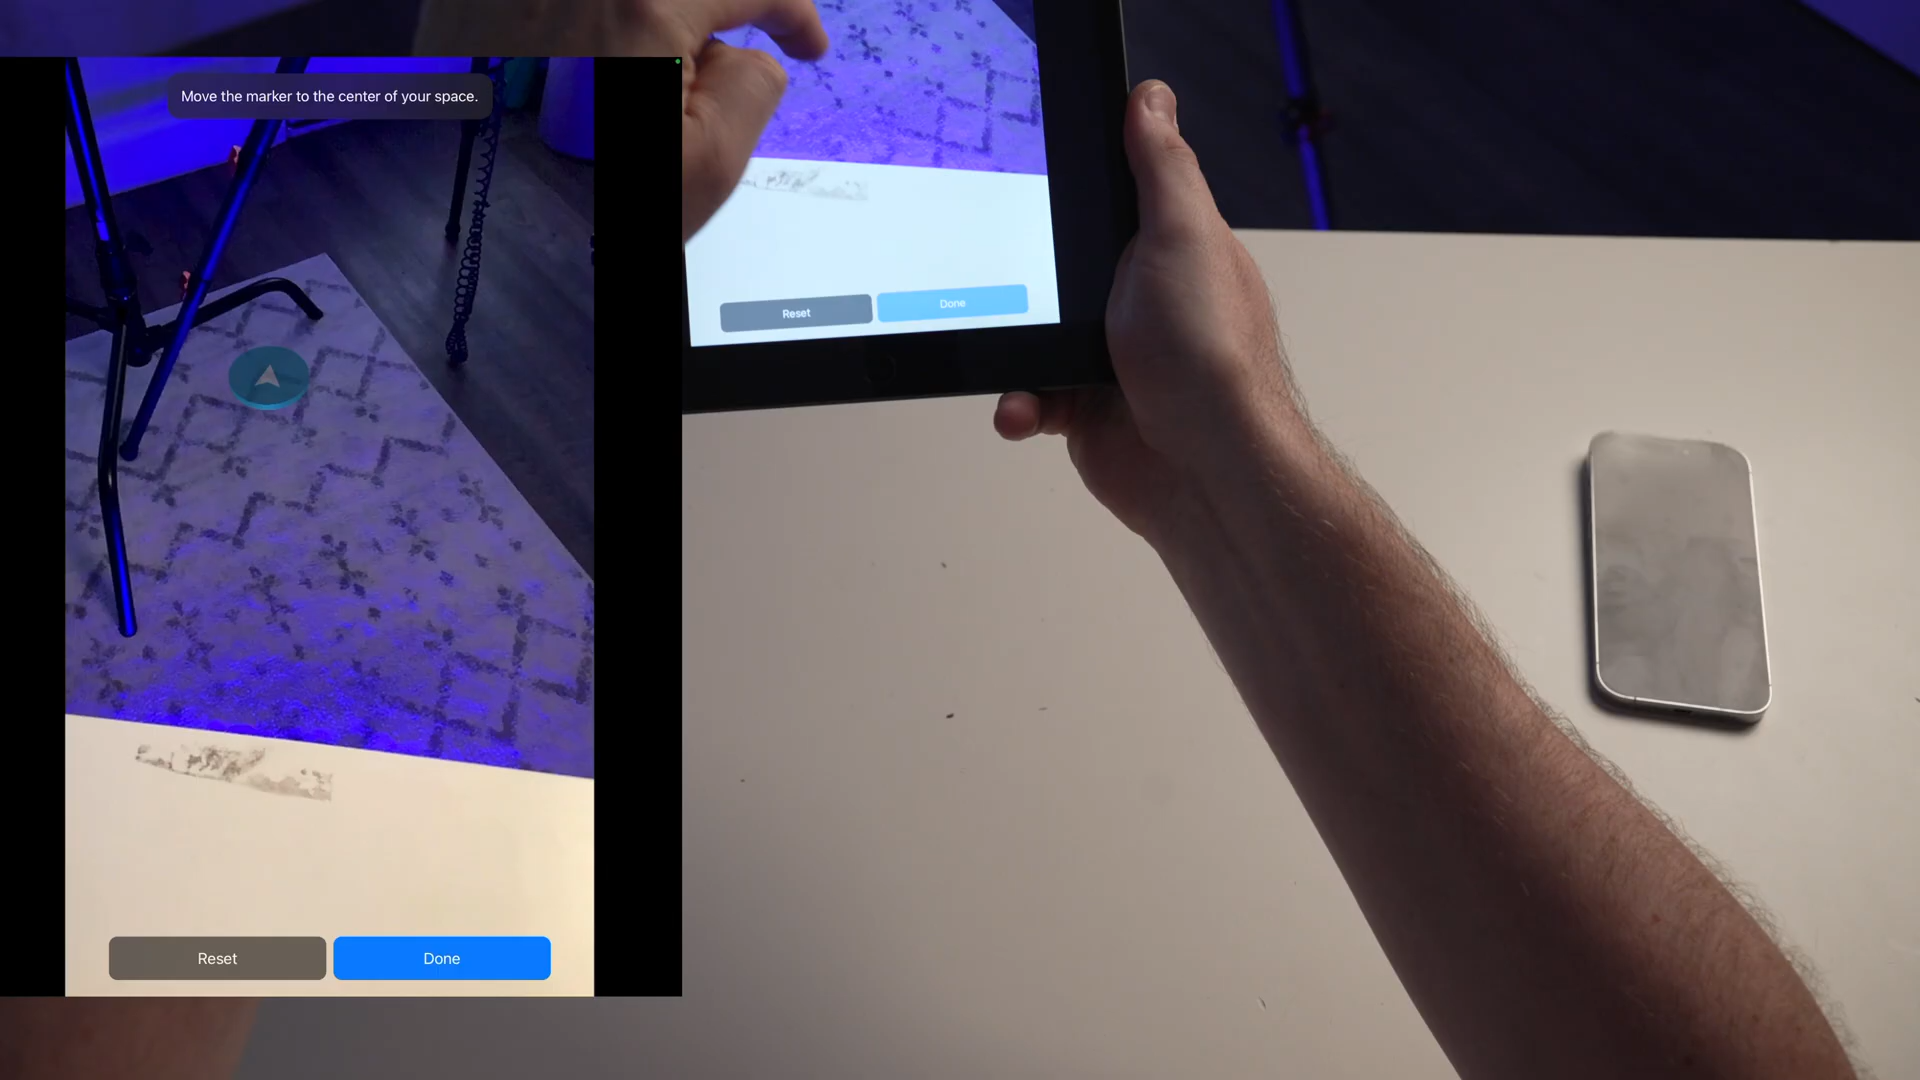 Move the marker to the center of your space.
Reset
Done
Reset
Done